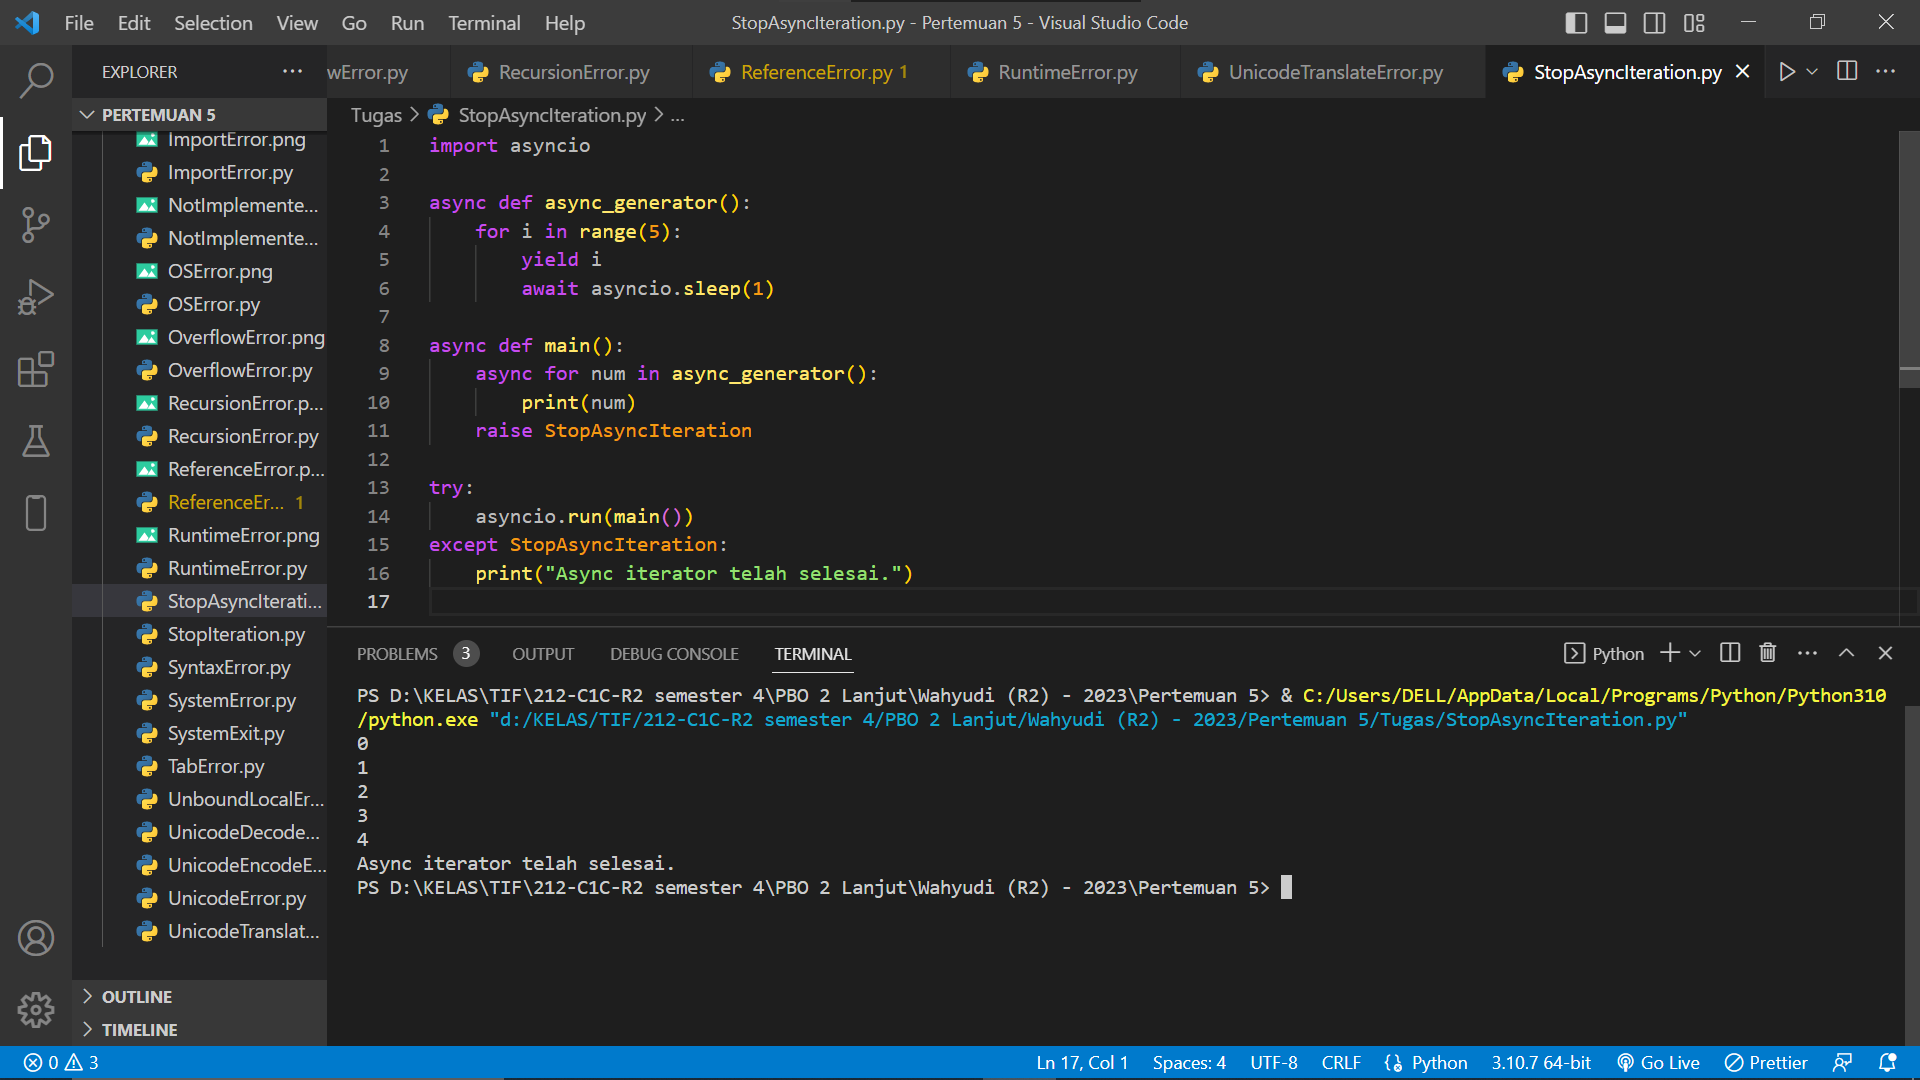 File Edit Selection View Go Run Terminal Help
StopAsyncIteration.py - Pertemuan 5 - Visual Studio Code
EXPLORER
wError.py RecursionError.py ReferenceError.py 1 RuntimeError.py UnicodeTranslateError.py StopAsyncIteration.py
PERTEMUAN 5
ImportError.png
ImportError.py
NotImplemente...
NotImplemente...
OSError.png
OSError.py
OverflowError.png
OverflowError.py
RecursionError.p...
RecursionError.py
ReferenceError.p...
ReferenceEr... 1
RuntimeError.png
RuntimeError.py
StopAsyncIterati...
StopIteration.py
SyntaxError.py
SystemError.py
SystemExit.py
TabError.py
UnboundLocalEr...
UnicodeDecode...
UnicodeEncodeE...
UnicodeError.py
UnicodeTranslat...
OUTLINE
TIMELINE
Tugas > StopAsyncIteration.py > ...
1 import asyncio
2
3 async def async_generator():
4 for i in range(5):
5 yield i
6 await asyncio.sleep(1)
7
8 async def main():
9 async for num in async_generator():
10 print(num)
11 raise StopAsyncIteration
12
13 try:
14 asyncio.run(main())
15 except StopAsyncIteration:
16 print("Async iterator telah selesai.")
17
PROBLEMS 3 OUTPUT DEBUG CONSOLE TERMINAL
Python
PS D:\KELAS\TIF\212-C1C-R2 semester 4\PBO 2 Lanjut\Wahyudi (R2) - 2023\Pertemuan 5> & C:/Users/DELL/AppData/Local/Programs/Python/Python310
/python.exe "d:/KELAS/TIF/212-C1C-R2 semester 4/PBO 2 Lanjut/Wahyudi (R2) - 2023/Pertemuan 5/Tugas/StopAsyncIteration.py"
0
1
2
3
4
Async iterator telah selesai.
PS D:\KELAS\TIF\212-C1C-R2 semester 4\PBO 2 Lanjut\Wahyudi (R2) - 2023\Pertemuan 5>
0 3
Ln 17, Col 1 Spaces: 4 UTF-8 CRLF Python 3.10.7 64-bit Go Live Prettier